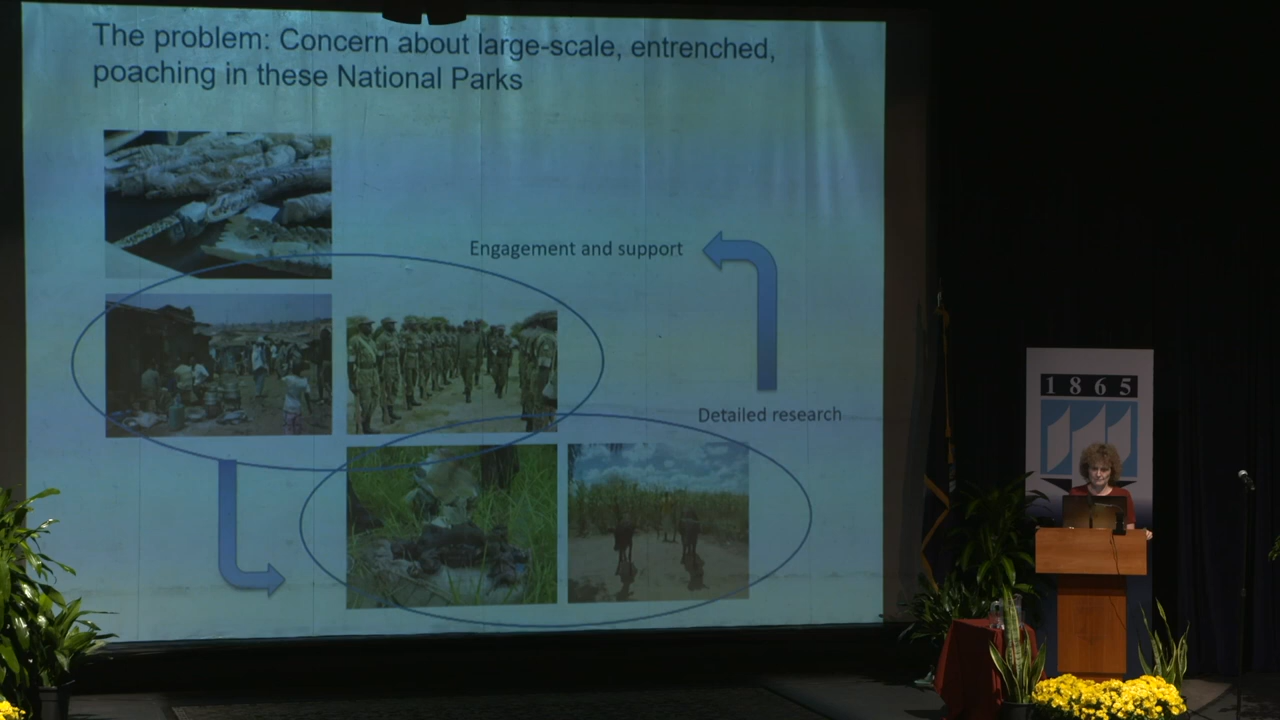 The problem: Concern about large-scale, entrenched,
poaching in these National Parks
Engagement and support
Detailed research
1865